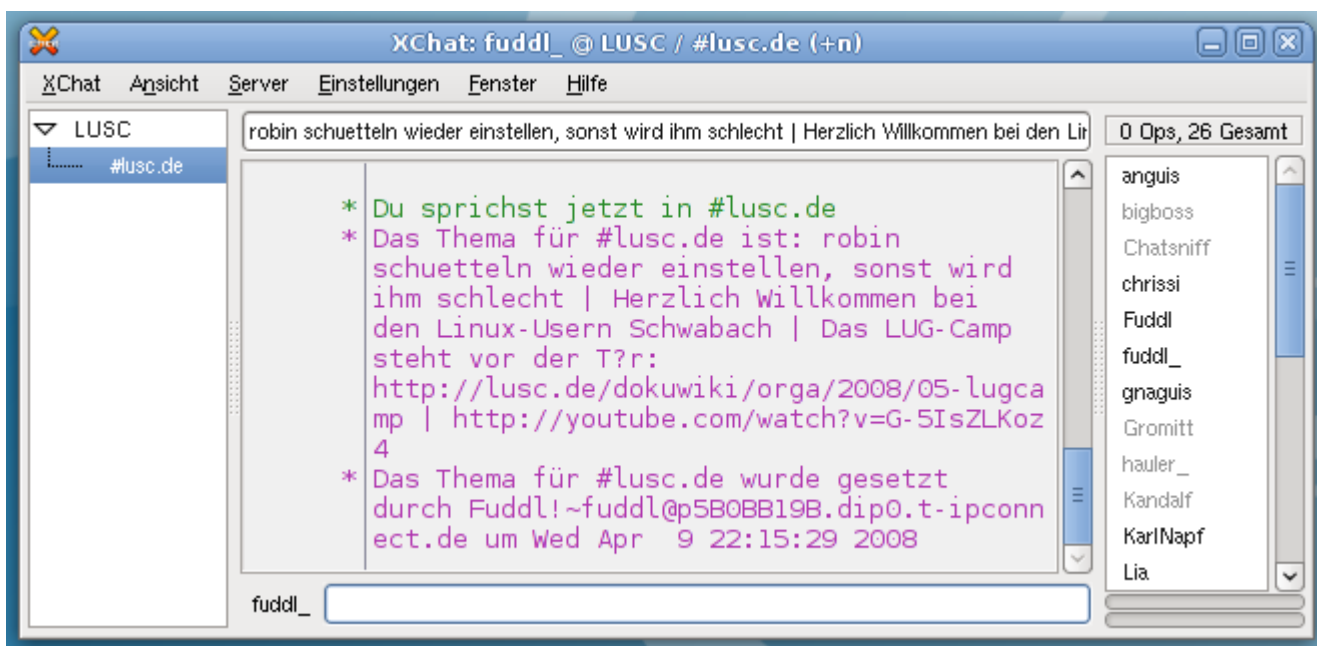 XChat: fuddl_ @ LUSC / #lusc.de (+n)
XChat Ansicht Server Einstellungen Fenster Hilfe
LUSC
#lusc.de
robin schuetteln wieder einstellen, sonst wird ihm schlecht | Herzlich Willkommen bei den Lin
0 Ops, 26 Gesamt
* Du sprichst jetzt in #lusc.de
* Das Thema für #lusc.de ist: robin
schuetteln wieder einstellen, sonst wird
ihm schlecht | Herzlich Willkommen bei
den Linux-Usern Schwabach | Das LUG-Camp
steht vor der T?r:
http://lusc.de/dokuwiki/orga/2008/05-lugca
mp | http://youtube.com/watch?v=G-5IsZLKoz
4
* Das Thema für #lusc.de wurde gesetzt
durch Fuddl!~fuddl@p5B0BB19B.dip0.t-ipconn
ect.de um Wed Apr  9 22:15:29 2008
anguis
bigboss
Chatsniff
chrissi
Fuddl
fuddl_
gnaguis
Gromitt
hauler_
Kandalf
KarlNapf
Lia
fuddl_